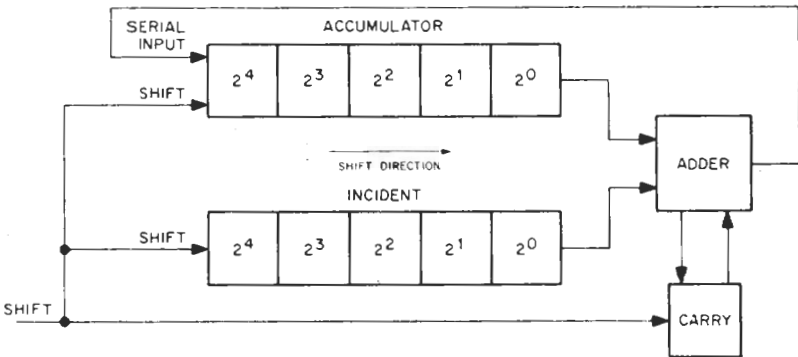 ACCUMULATOR
SERIAL
INPUT
2⁴ 2³ 2² 2¹ 2⁰
SHIFT
ADDER
SHIFT DIRECTION
INCIDENT
SHIFT
2⁴ 2³ 2² 2¹ 2⁰
SHIFT
CARRY